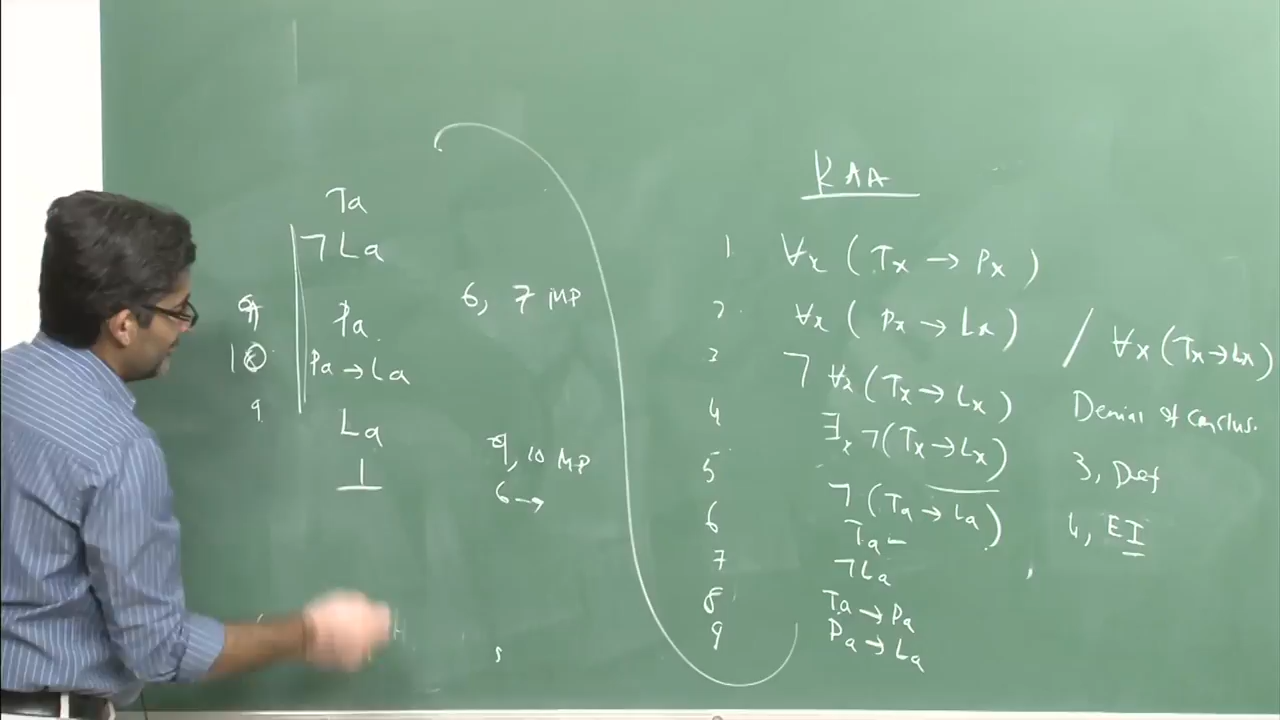 Ta
¬La
Pa 6, 7 MP
10 Pa → La
9 La
⊥ 9, 10 MP
6 →
RAA
1 ∀x (Tx → Px)
2 ∀x (Px → Lx) / ∀x (Tx → Lx)
3 ¬∀x (Tx → Lx) Denial of Conclus.
4 ∃x ¬(Tx → Lx) 3, Def
5 ¬(Ta → La) 4, EI
6 Ta
7 ¬La
8 Ta → Pa
9 Pa → La